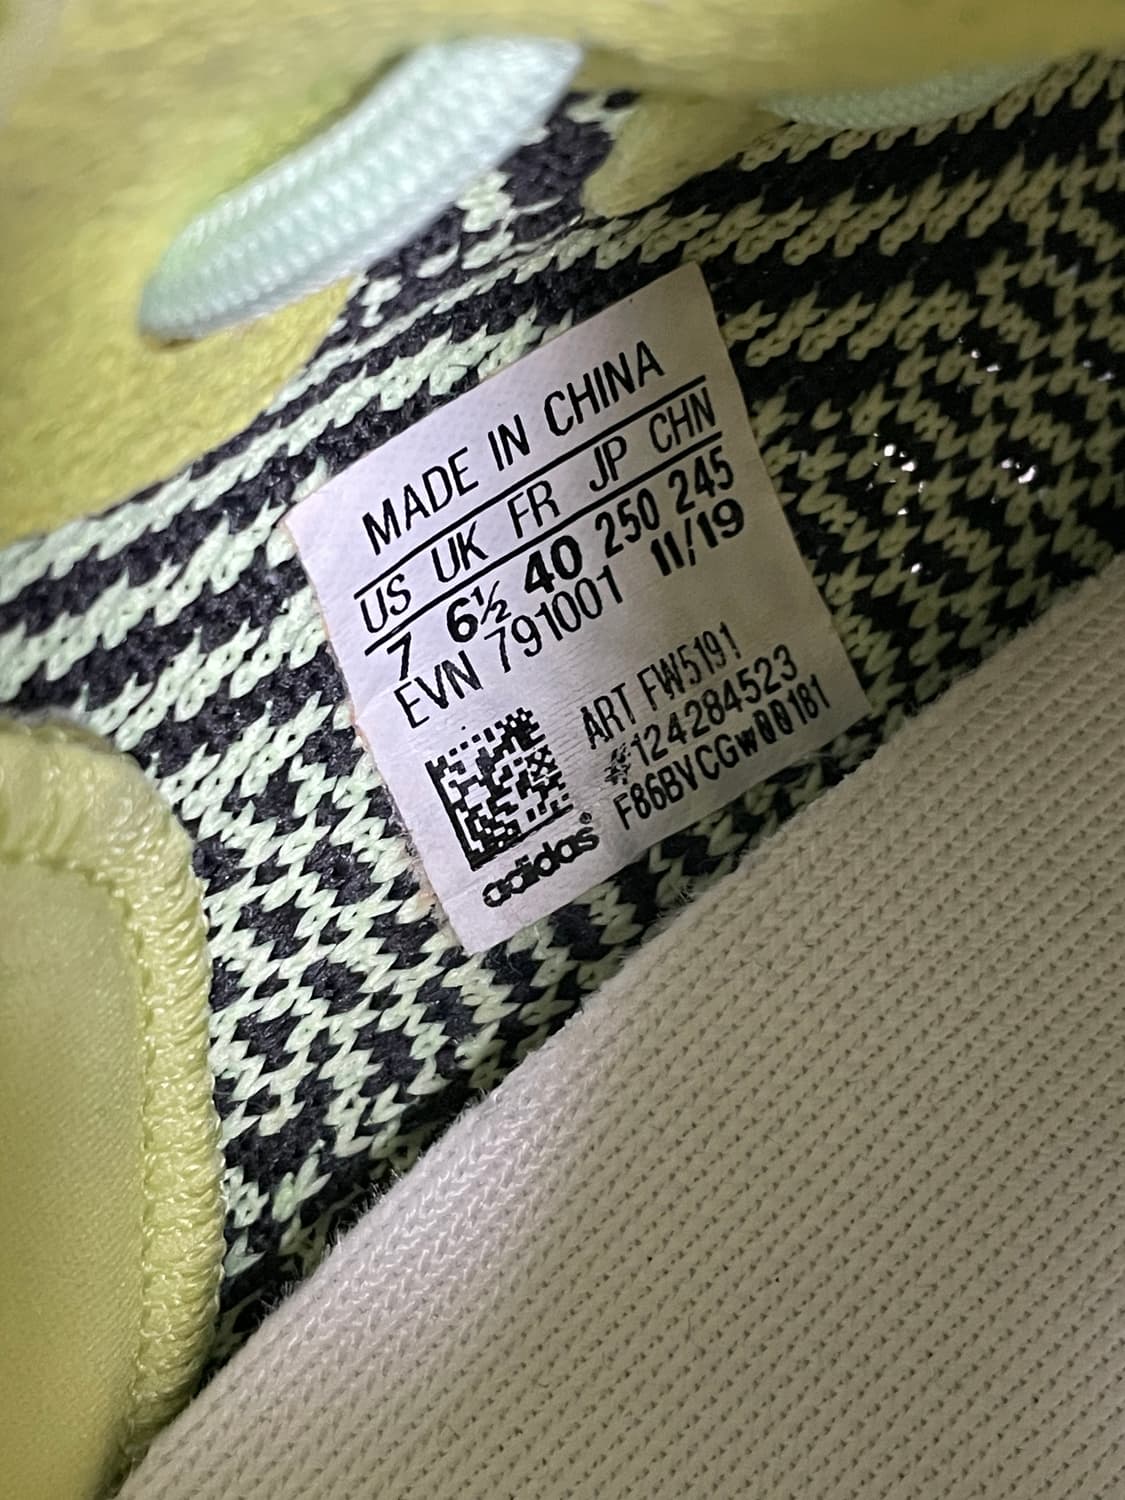 MADE IN CHINA
US UK FR JP CHN
7 6½ 40 250 245
EVN 791001 11/19
ART FW5191
#124284523
F86BVCGW00181
adidas®